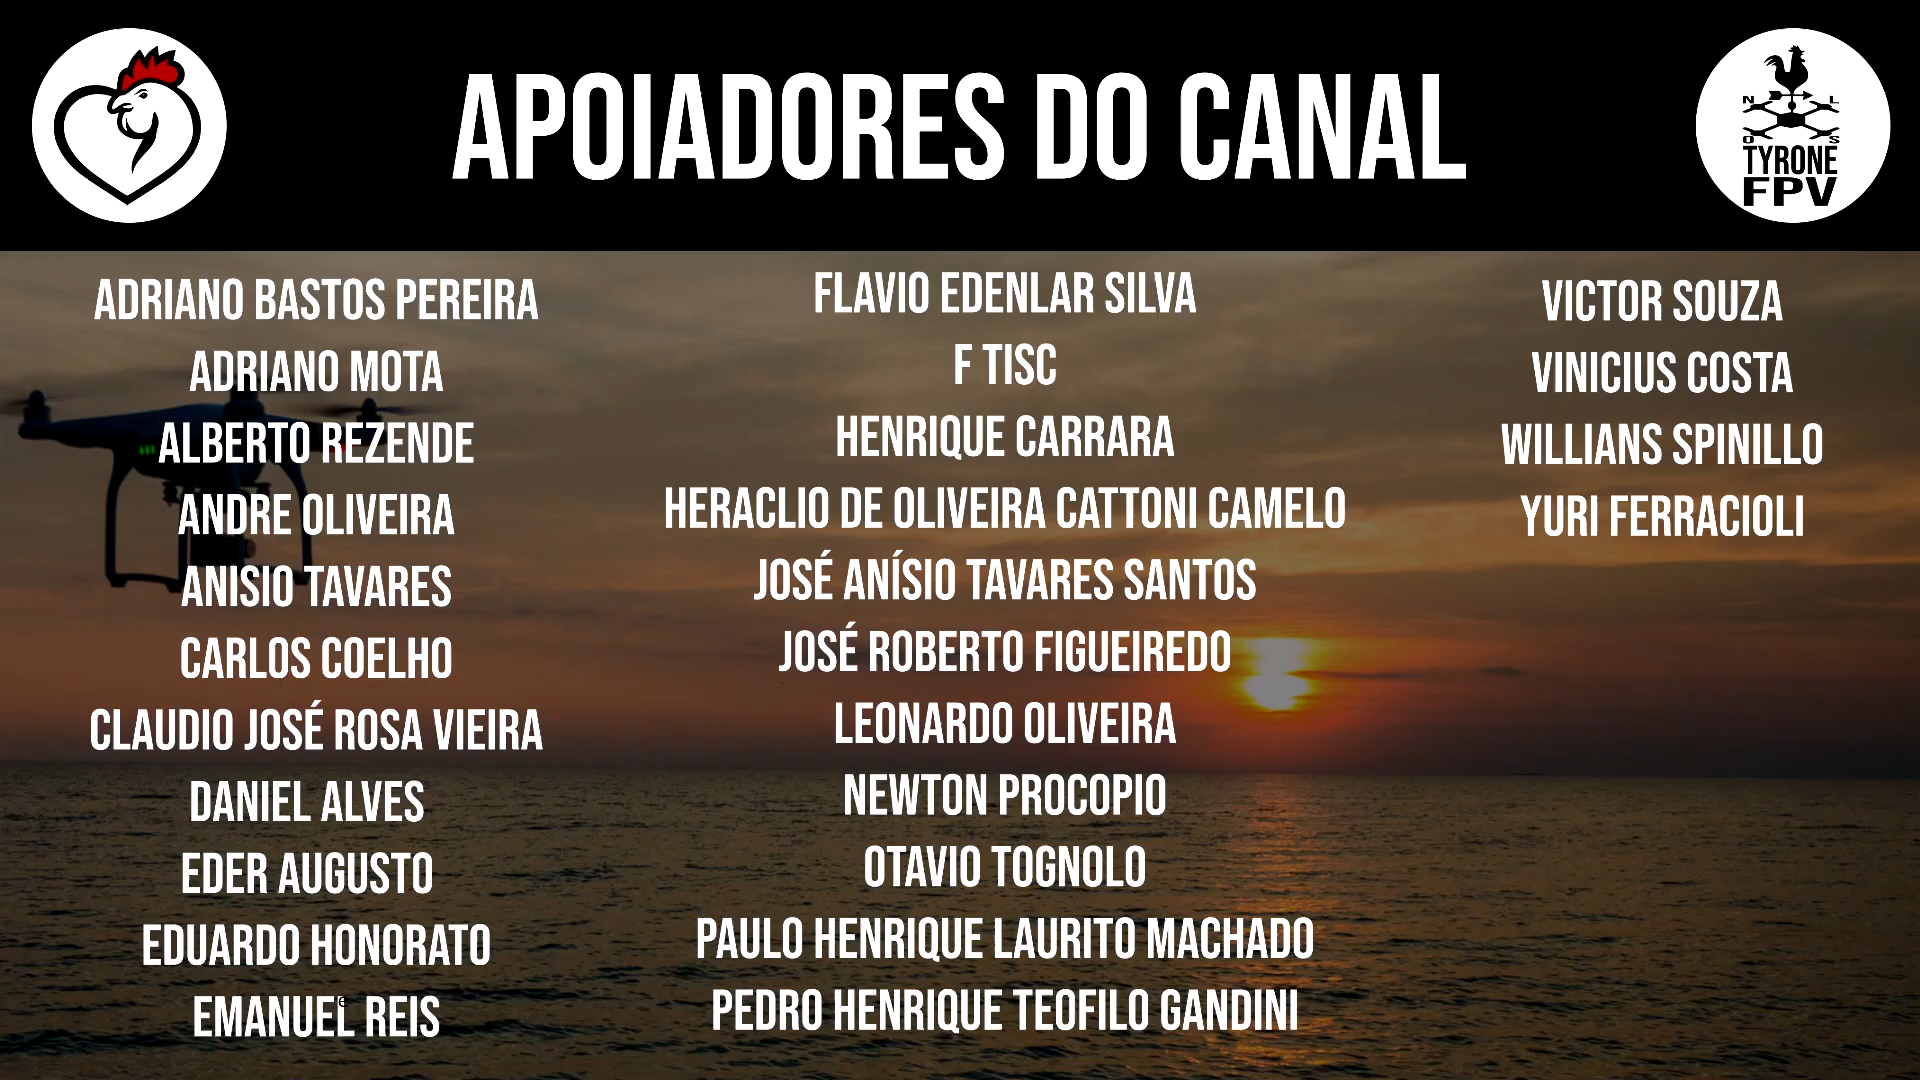 APOIADORES DO CANAL
N L
O S
TYRONE
FPV
ADRIANO BASTOS PEREIRA
ADRIANO MOTA
ALBERTO REZENDE
ANDRE OLIVEIRA
ANISIO TAVARES
CARLOS COELHO
CLAUDIO JOSÉ ROSA VIEIRA
DANIEL ALVES
EDER AUGUSTO
EDUARDO HONORATO
EMANUEL REIS
e
FLAVIO EDENLAR SILVA
F TISC
HENRIQUE CARRARA
HERACLIO DE OLIVEIRA CATTONI CAMELO
JOSÉ ANÍSIO TAVARES SANTOS
JOSÉ ROBERTO FIGUEIREDO
LEONARDO OLIVEIRA
NEWTON PROCOPIO
OTAVIO TOGNOLO
PAULO HENRIQUE LAURITO MACHADO
PEDRO HENRIQUE TEOFILO GANDINI
VICTOR SOUZA
VINICIUS COSTA
WILLIANS SPINILLO
YURI FERRACIOLI